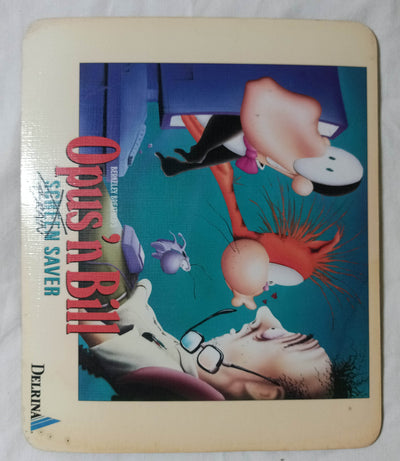 BERKELEY BREATHED'S
Opus 'n Bill
SCREEN SAVER
DELRINA